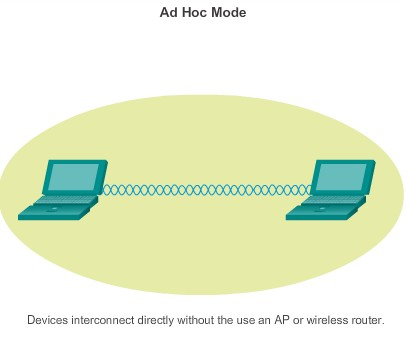 Ad Hoc Mode
Devices interconnect directly without the use an AP or wireless router.